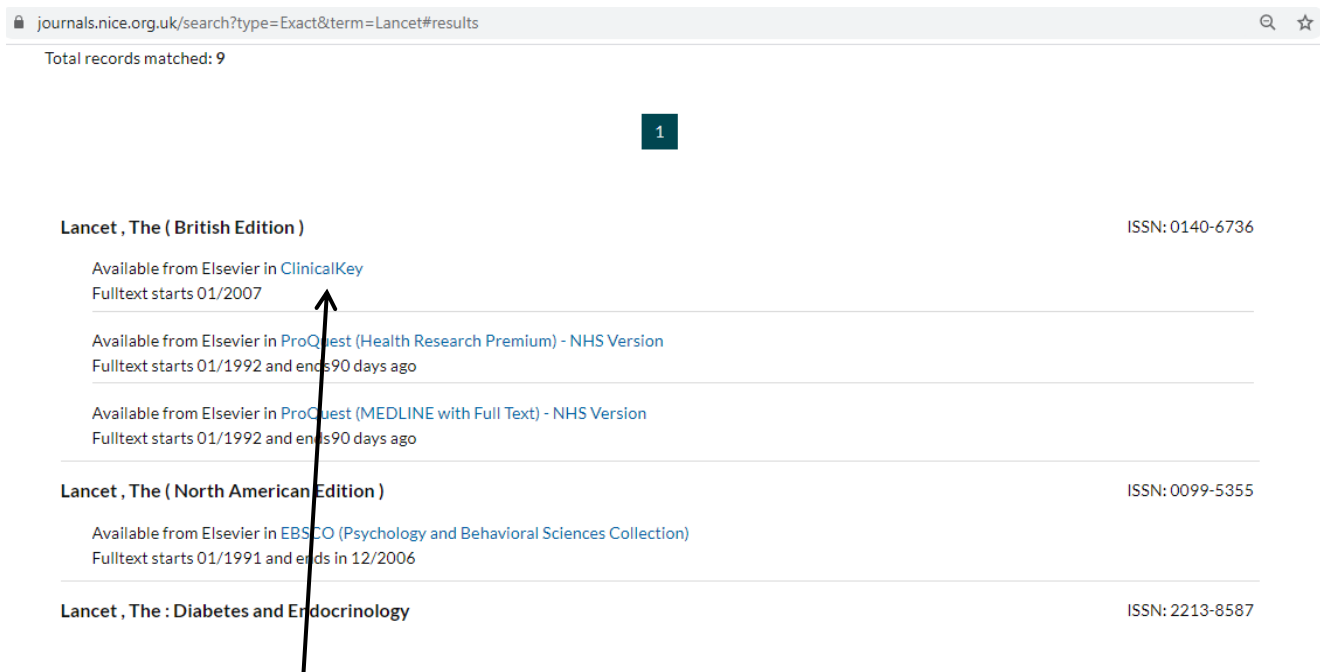 journals.nice.org.uk/search?type=Exact&term=Lancet#results
Total records matched: 9
1
Lancet , The ( British Edition ) ISSN: 0140-6736
Available from Elsevier in ClinicalKey
Fulltext starts 01/2007
Available from Elsevier in ProQuest (Health Research Premium) - NHS Version
Fulltext starts 01/1992 and ends90 days ago
Available from Elsevier in ProQuest (MEDLINE with Full Text) - NHS Version
Fulltext starts 01/1992 and ends90 days ago
Lancet , The ( North American Edition ) ISSN: 0099-5355
Available from Elsevier in EBSCO (Psychology and Behavioral Sciences Collection)
Fulltext starts 01/1991 and ends in 12/2006
Lancet , The : Diabetes and Endocrinology ISSN: 2213-8587